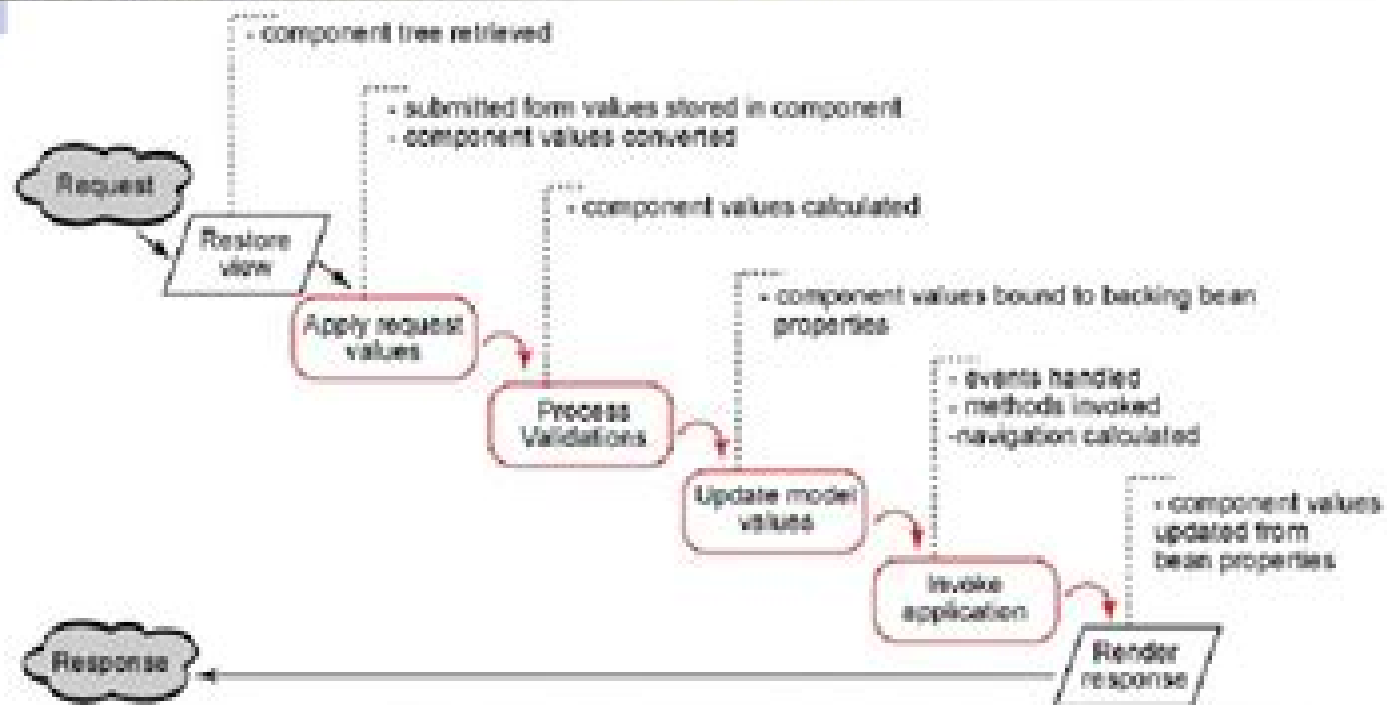 - component tree retrieved
- submitted form values stored in component
- component values converted
Request
- component values calculated
Restore
view
- component values bound to backing bean
properties
Apply request
values
- events handled
- methods invoked
-navigation calculated
Process
Validations
Update model
values
- component values
updated from
bean properties
Invoke
application
Response
Render
response